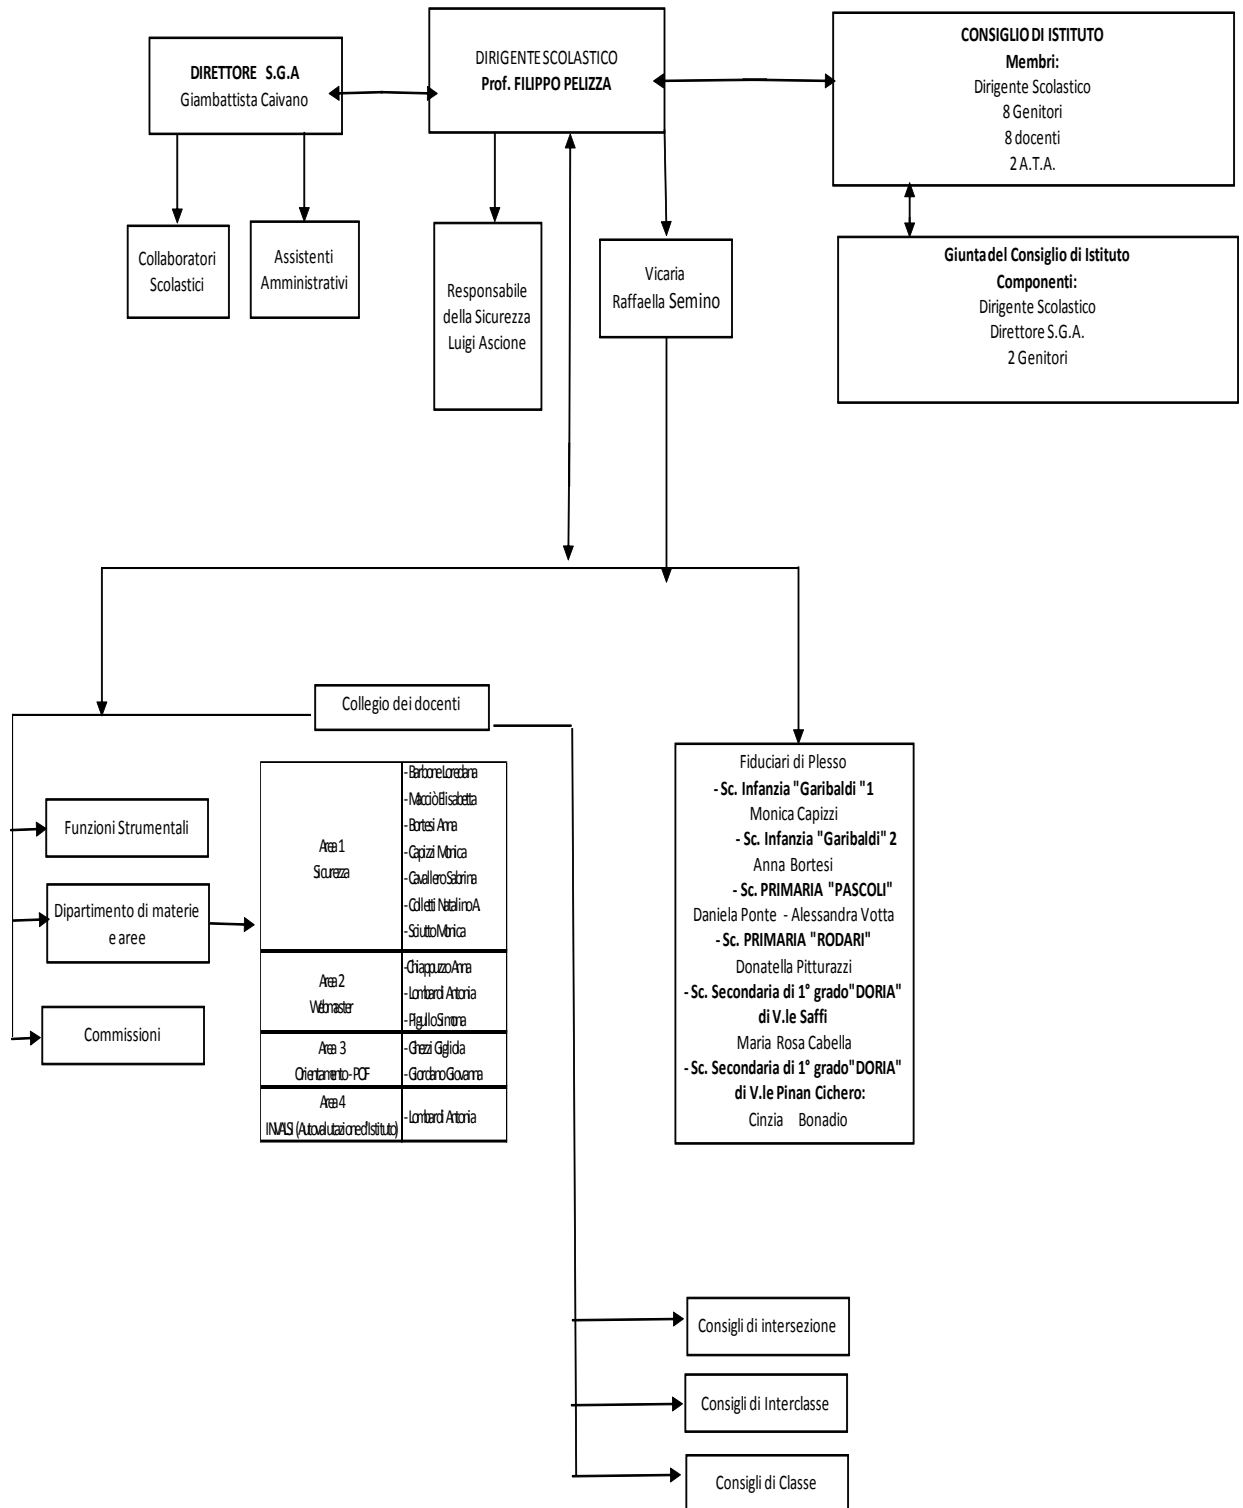 DIRETTORE S.G.A
Giambattista Caivano
DIRIGENTE SCOLASTICO
Prof. FILIPPO PELIZZA
CONSIGLIO DI ISTITUTO
Membri:
Dirigente Scolastico
8 Genitori
8 docenti
2 A.T.A.
Collaboratori
Scolastici
Assistenti
Amministrativi
Responsabile
della Sicurezza
Luigi Ascione
Vicaria
Raffaella Semino
Giunta del Consiglio di Istituto
Componenti:
Dirigente Scolastico
Direttore S.G.A.
2 Genitori
Collegio dei docenti
Funzioni Strumentali
Dipartimento di materie
e aree
Commissioni
Area 1
Sicurezza
- Barbone Loredana
- Macciò Elisabetta
- Bortesi Anna
- Capizzi Monica
- Cavallero Sabrina
- Colletti Natalino A.
- Sciutto Monica
Area 2
Webmaster
- Chiappuzzo Anna
- Lombardi Antonia
- Pigullo Simona
Area 3
Orientamento - POF
- Ghezzi Gigliola
- Giordano Giovanna
Area 4
INVALSI (Autovalutazione d'Istituto)
- Lombardi Antonia
Fiduciari di Plesso
- Sc. Infanzia "Garibaldi "1
Monica Capizzi
- Sc. Infanzia "Garibaldi" 2
Anna Bortesi
- Sc. PRIMARIA "PASCOLI"
Daniela Ponte - Alessandra Votta
- Sc. PRIMARIA "RODARI"
Donatella Pitturazzi
- Sc. Secondaria di 1° grado"DORIA"
di V.le Saffi
Maria Rosa Cabella
- Sc. Secondaria di 1° grado"DORIA"
di V.le Pinan Cichero:
Cinzia Bonadio
Consigli di intersezione
Consigli di Interclasse
Consigli di Classe